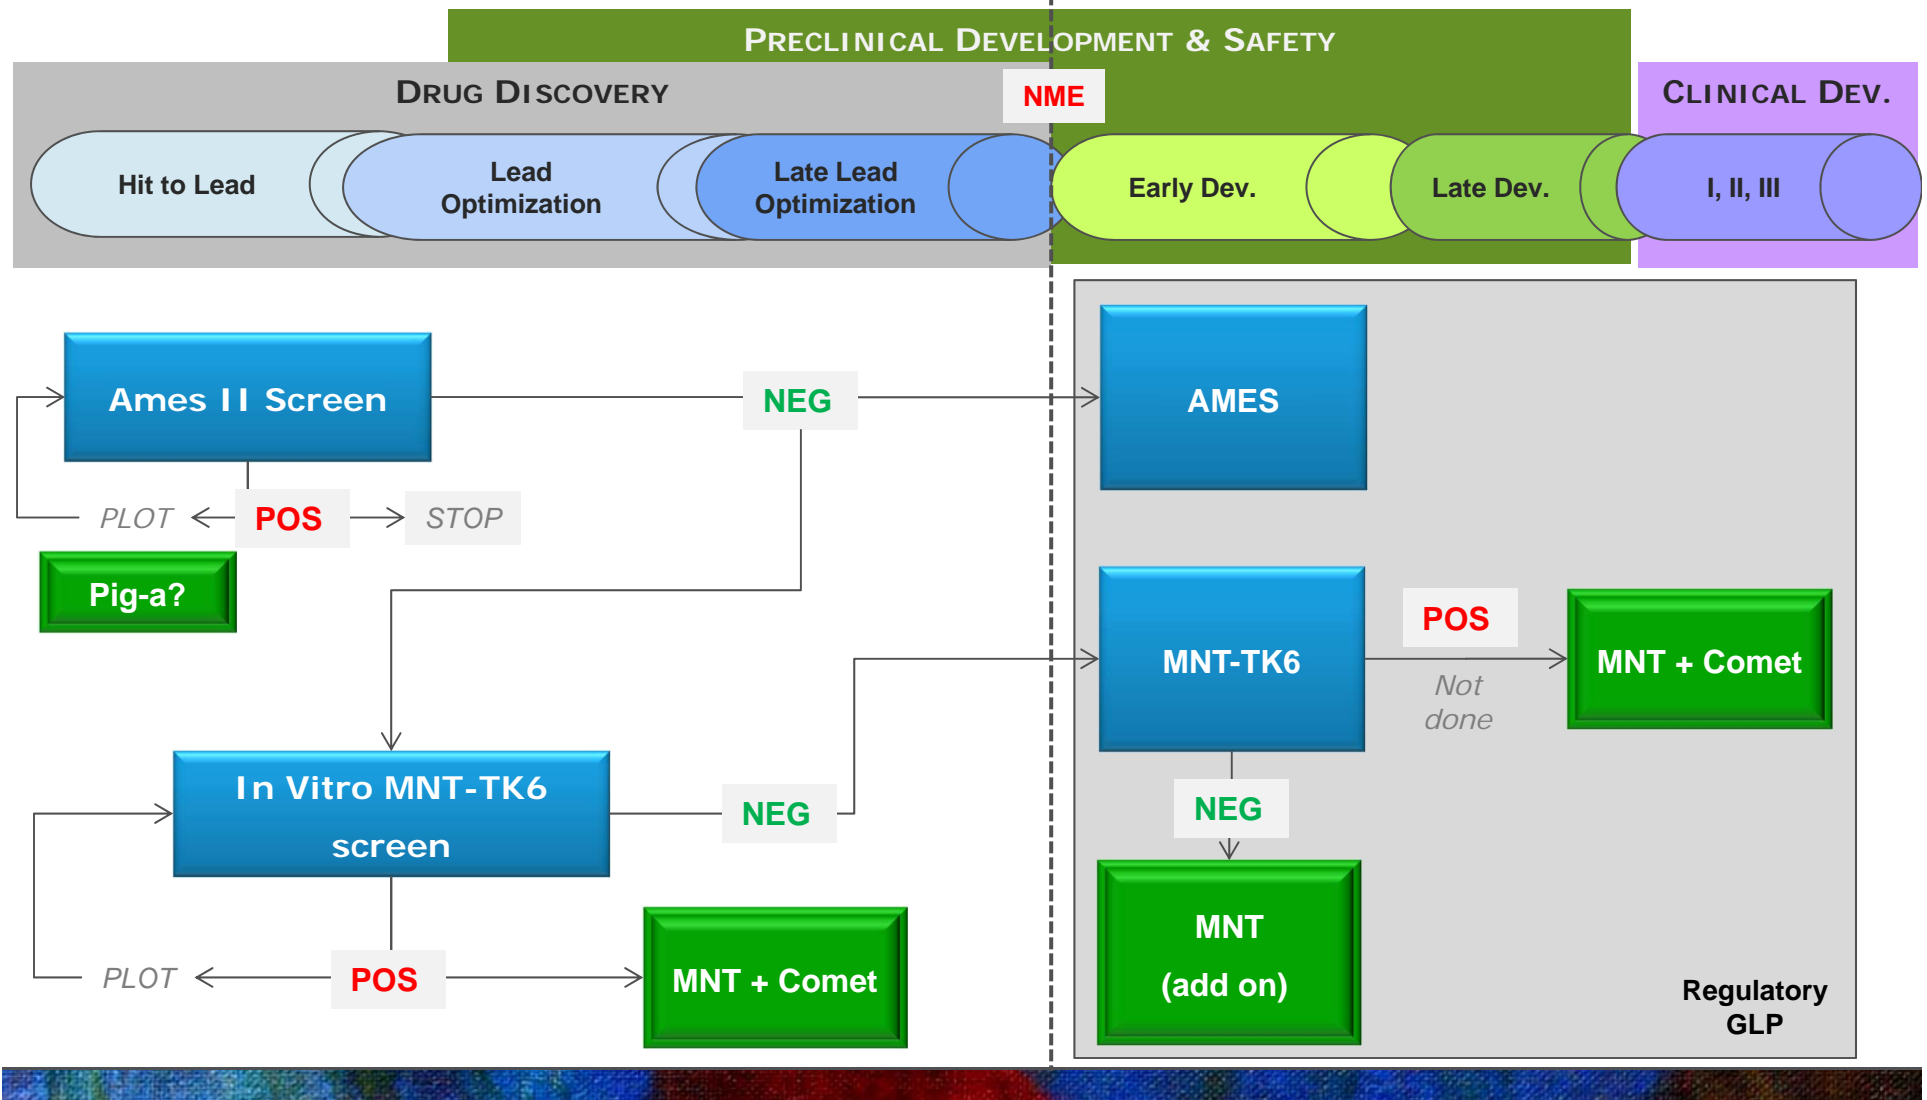 PRECLINICAL DEVELOPMENT & SAFETY
DRUG DISCOVERY
NME
CLINICAL DEV.
Hit to Lead
Lead
Optimization
Late Lead
Optimization
Early Dev.
Late Dev.
I, II, III
Ames II Screen
NEG
AMES
PLOT
POS
STOP
Pig-a?
MNT-TK6
POS
Not
done
MNT + Comet
In Vitro MNT-TK6
screen
NEG
NEG
PLOT
POS
MNT + Comet
MNT
(add on)
Regulatory
GLP